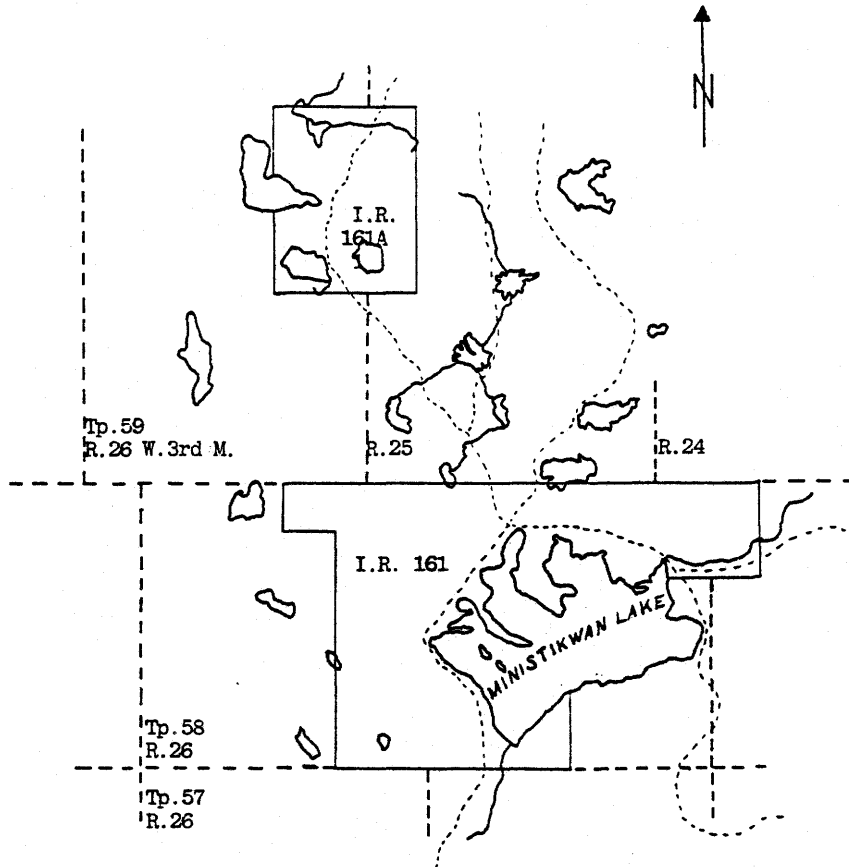 N
I.R.
161A
Tp.59
R.26 W.3rd M.
R.25
R.24
I.R. 161
MINISTIKWAN LAKE
Tp.58
R.26
Tp.57
R.26